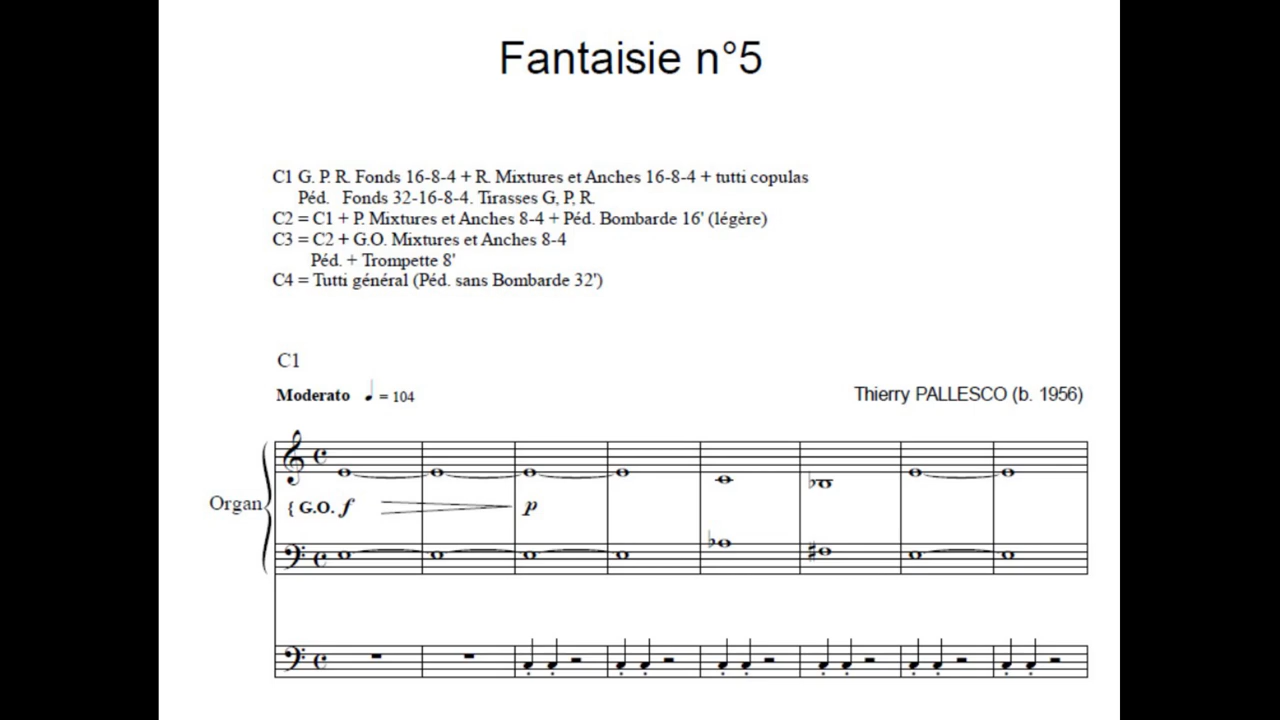 Fantaisie n°5
C1 G. P. R. Fonds 16-8-4 + R. Mixtures et Anches 16-8-4 + tutti copulas
Péd. Fonds 32-16-8-4. Tirasses G, P, R.
C2 = C1 + P. Mixtures et Anches 8-4 + Péd. Bombarde 16' (légère)
C3 = C2 + G.O. Mixtures et Anches 8-4
Péd. + Trompette 8'
C4 = Tutti général (Péd. sans Bombarde 32')
C1
Moderato ♩ = 104
Thierry PALLESCO (b. 1956)
Organ
{ G.O. f p